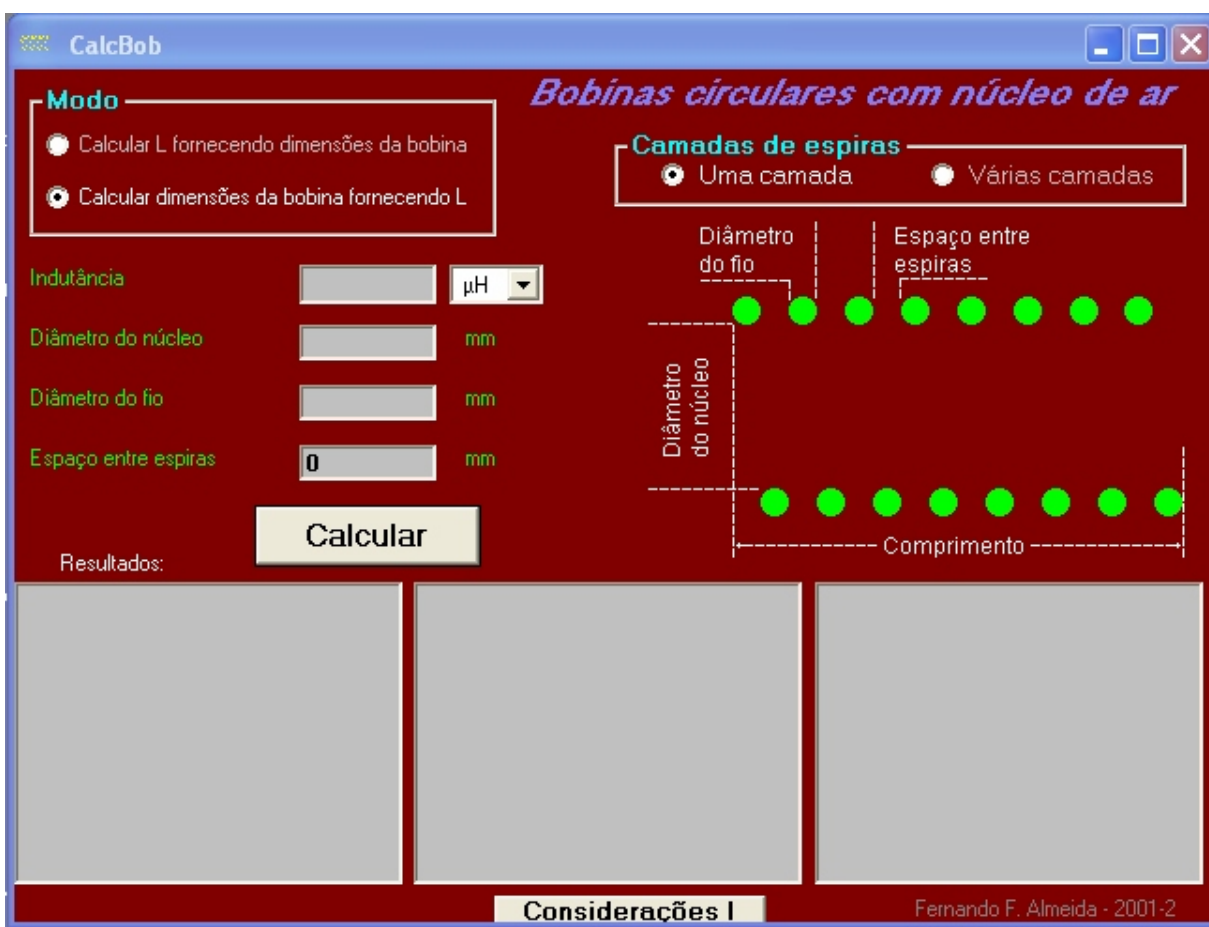 CalcBob
Bobinas circulares com núcleo de ar
Modo
Calcular L fornecendo dimensões da bobina
Calcular dimensões da bobina fornecendo L
Camadas de espiras
Uma camada
Várias camadas
Indutância
µH
Diâmetro do núcleo
mm
Diâmetro do fio
mm
Espaço entre espiras
0
mm
Calcular
Diâmetro
do fio
Espaço entre
espiras
Diâmetro
do núcleo
Comprimento
Resultados:
Considerações I
Fernando F. Almeida - 2001-2